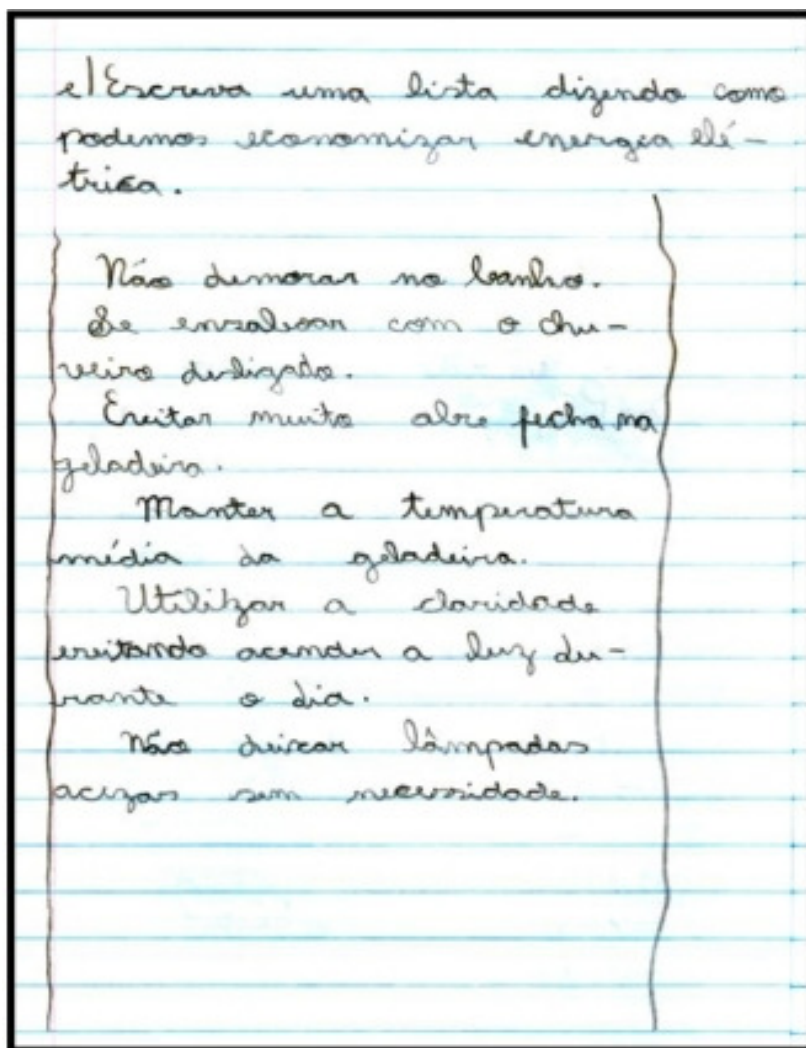 e) Escreva uma lista dizendo como
podemos economizar energia elé-
trica.
Não demorar no banho.
Se ensaboar com o chu-
veiro desligado.
Evitar muito abre fecha na
geladeira.
Manter a temperatura
média da geladeira.
Utilizar a claridade
evitando acender a luz du-
rante o dia.
Não deixar lâmpadas
acezas sem necessidade.